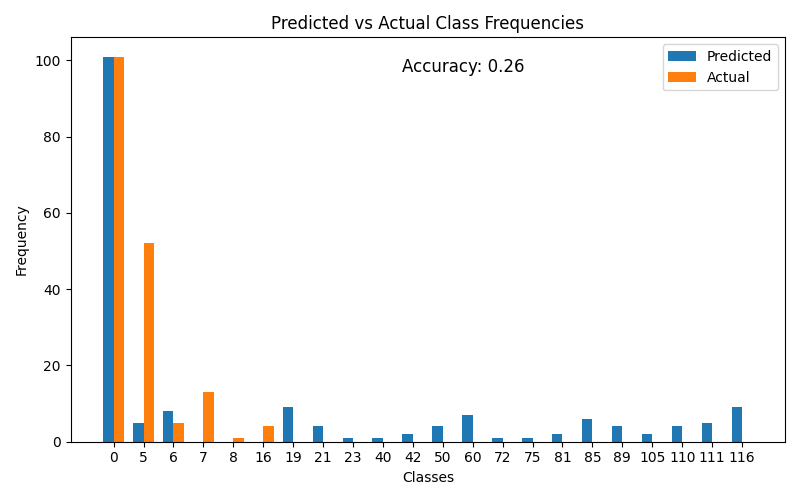 Predicted vs Actual Class Frequencies
Accuracy: 0.26
Predicted
Actual
Frequency
100
80
60
40
20
0
0 5 6 7 8 16 19 21 23 40 42 50 60 72 75 81 85 89 105 110 111 116
Classes